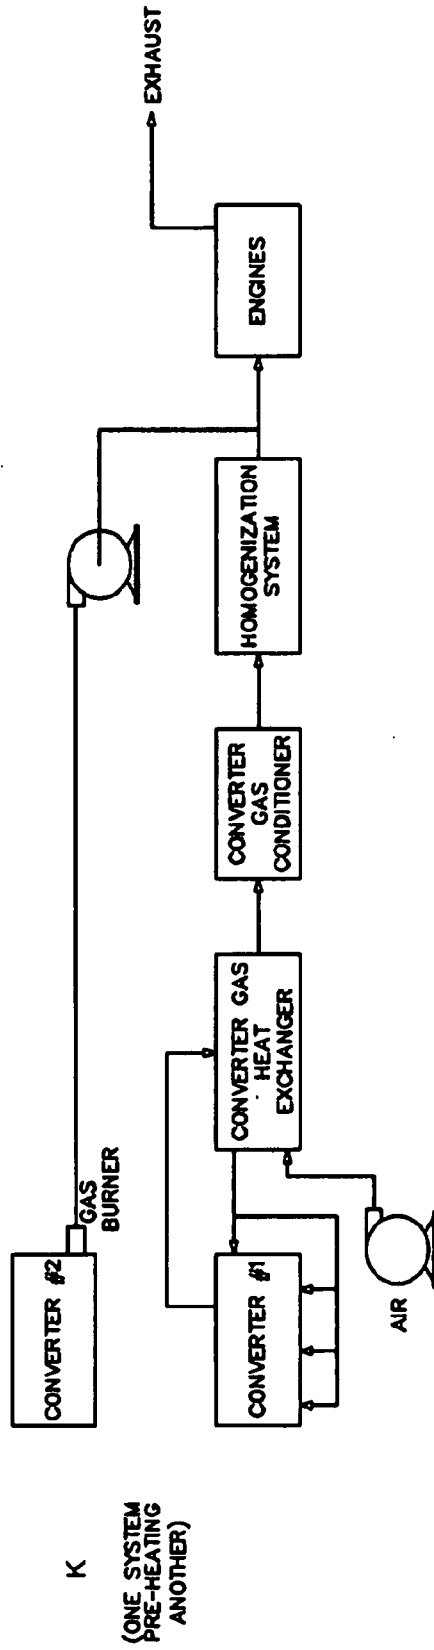 K
(ONE SYSTEM
PRE-HEATING
ANOTHER)
CONVERTER #2
GAS
BURNER
CONVERTER #1
AIR
CONVERTER GAS
HEAT
EXCHANGER
CONVERTER
GAS
CONDITIONER
HOMOGENIZATION
SYSTEM
ENGINES
EXHAUST